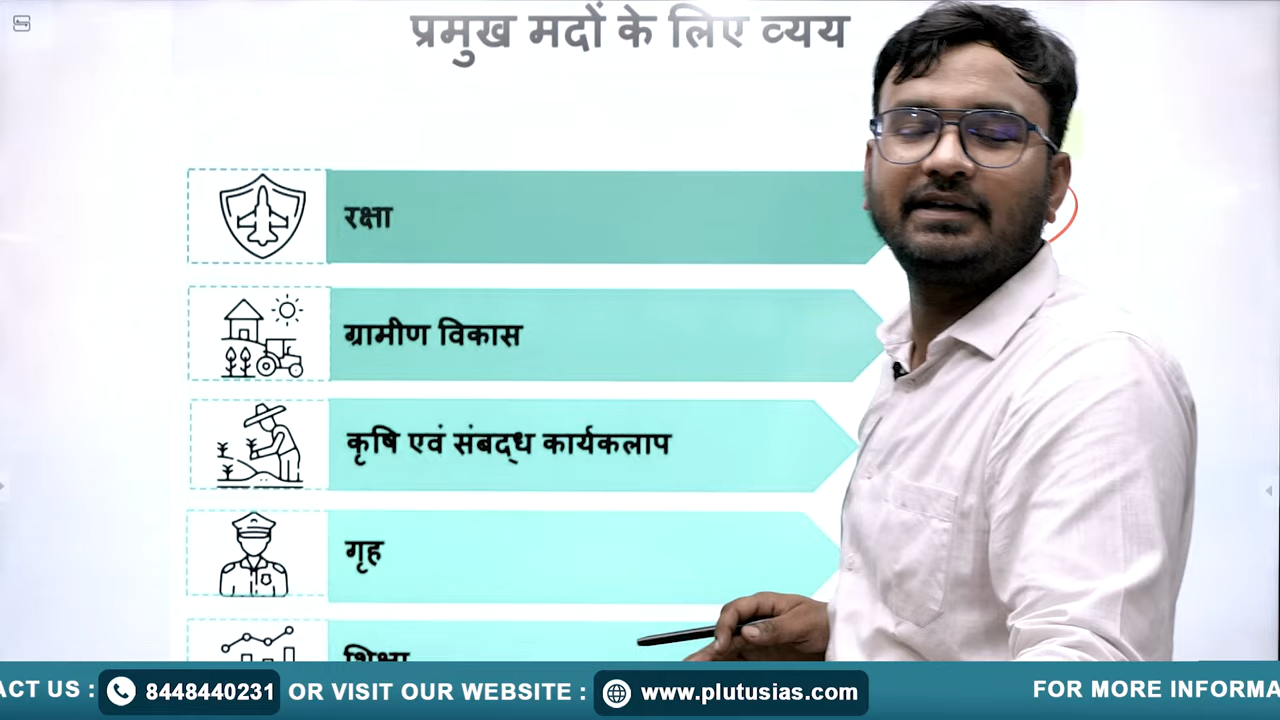 प्रमुख मदों के लिए व्यय
रक्षा
ग्रामीण विकास
कृषि एवं संबद्ध कार्यकलाप
गृह
शिक्षा
ACT US : 8448440231 OR VISIT OUR WEBSITE : www.plutusias.com FOR MORE INFORMA